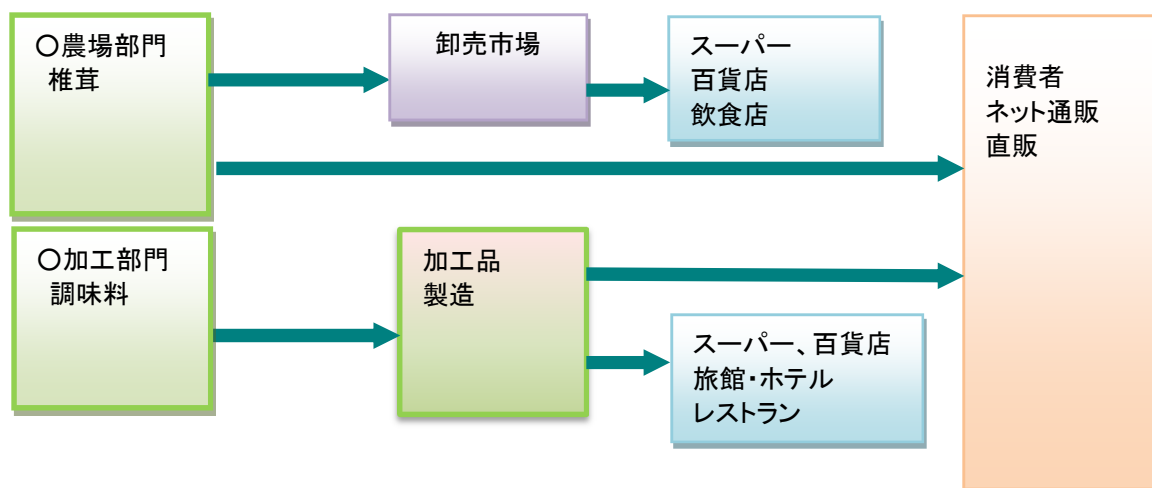 ○農場部門
椎茸
卸売市場
スーパー
百貨店
飲食店
消費者
ネット通販
直販
○加工部門
調味料
加工品
製造
スーパー、百貨店
旅館・ホテル
レストラン